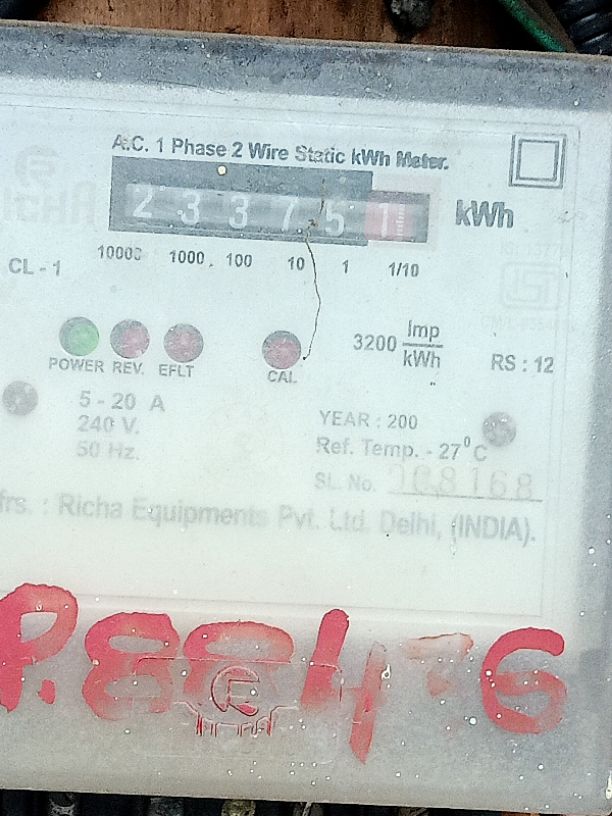 A.C. 1 Phase 2 Wire Static kWh Meter.
2 3 3 7 5 1 kWh
CL - 1 10000 1000 100 10 1 1/10
3200 Imp/kWh RS : 12
POWER REV. EFLT CAL
5 - 20 A
240 V.
50 Hz.
YEAR : 200
Ref. Temp. - 27⁰C
SL. No. 108168
Mfrs. : Richa Equipments Pvt. Ltd. Delhi, (INDIA).